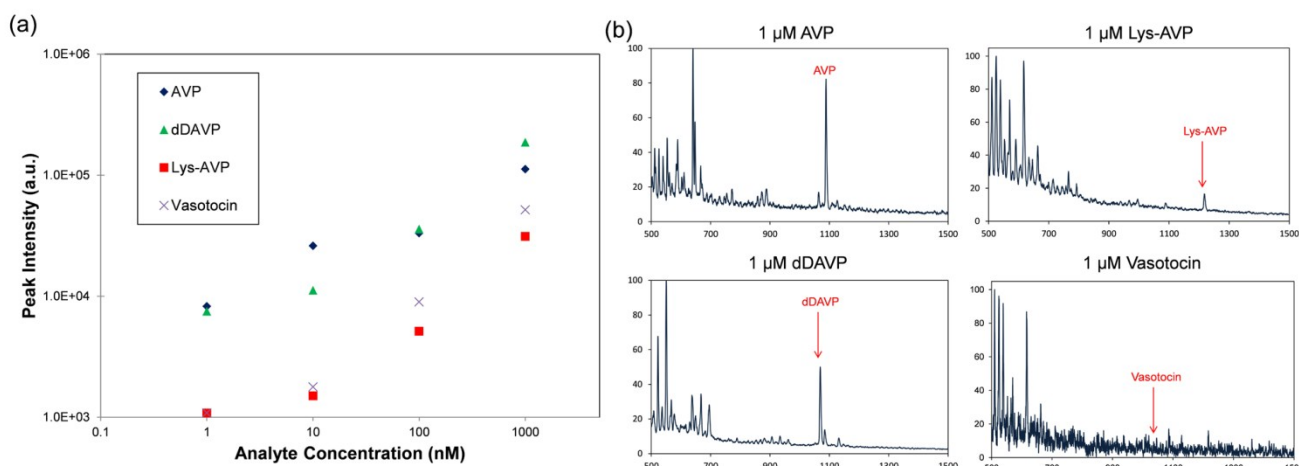 (a)
1.0E+06
1.0E+05
1.0E+04
1.0E+03
0.1
1
10
100
1000
Peak Intensity (a.u.)
Analyte Concentration (nM)
AVP
dDAVP
Lys-AVP
Vasotocin
(b)
1 µM AVP
AVP
100
80
60
40
20
0
500
700
900
1100
1300
1500
1 µM Lys-AVP
Lys-AVP
100
80
60
40
20
0
500
700
900
1100
1300
1500
1 µM dDAVP
dDAVP
100
80
60
40
20
0
500
700
900
1100
1300
1500
1 µM Vasotocin
Vasotocin
100
80
60
40
20
0